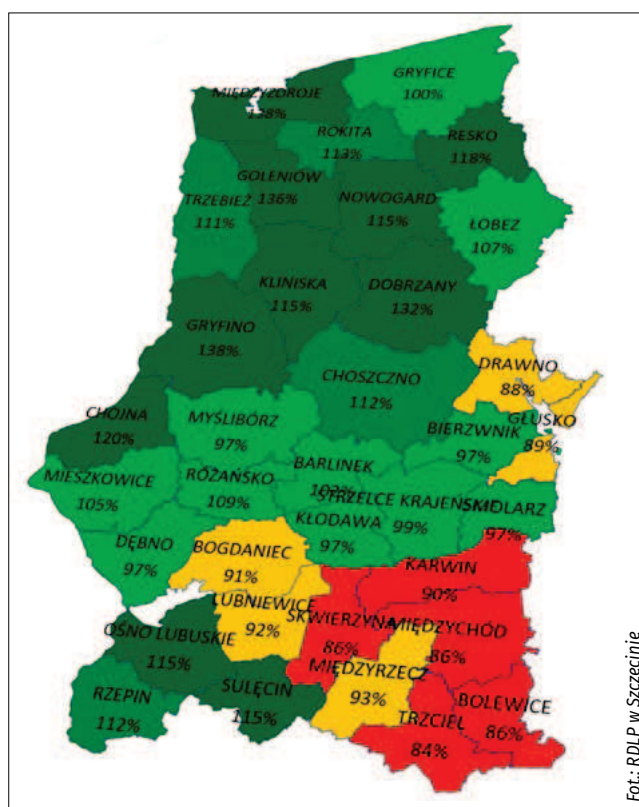 GRYFICE
100%
MIĘDZYZDROJE
138%
ROKITA
113%
RESKO
118%
GOLENIÓW
136%
NOWOGARD
115%
TRZEBIEŻ
111%
ŁOBEZ
107%
KLINISKA
115%
DOBRZANY
132%
GRYFINO
138%
DRAWNO
88%
CHOSZCZNO
112%
CHOJNA
120%
MYŚLIBÓRZ
97%
GŁUSKO
89%
BIERZWNIK
97%
BARLINEK
MIESZKOWICE
105%
RÓŻAŃSKO
109%
STRZELCE KRAJEŃSKIE
99%
SMOLARZ
97%
KŁODAWA
97%
DĘBNO
97%
BOGDANIEC
91%
KARWIN
90%
LUBNIEWICE
92%
SKWIERZYNA
86%
MIĘDZYCHÓD
86%
OŚNO LUBUSKIE
115%
MIĘDZYRZECZ
93%
RZEPIN
112%
SULĘCIN
115%
TRZCIEL
84%
BOLEWICE
86%
Fot.: RDLP w Szczecinie